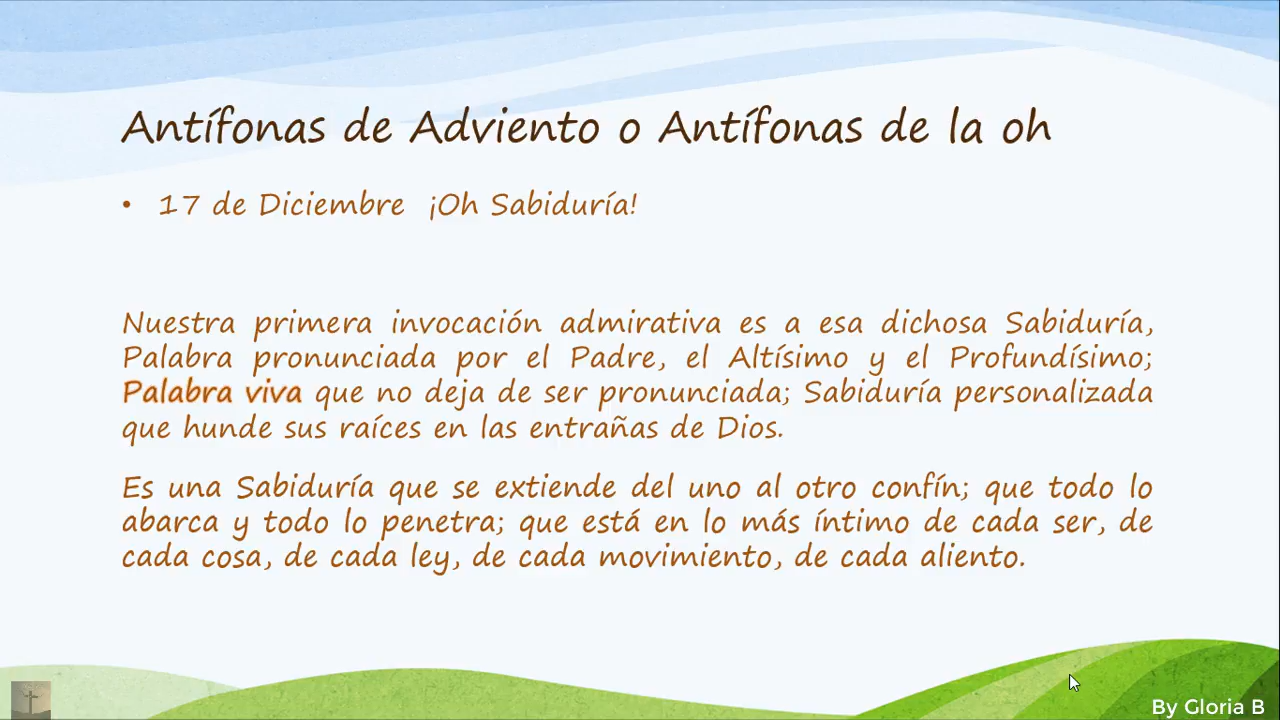 Antífonas de Adviento o Antífonas de la oh
• 17 de Diciembre ¡Oh Sabiduría!
Nuestra primera invocación admirativa es a esa dichosa Sabiduría,
Palabra pronunciada por el Padre, el Altísimo y el Profundísimo;
Palabra viva que no deja de ser pronunciada; Sabiduría personalizada
que hunde sus raíces en las entrañas de Dios.
Es una Sabiduría que se extiende del uno al otro confín; que todo lo
abarca y todo lo penetra; que está en lo más íntimo de cada ser, de
cada cosa, de cada ley, de cada movimiento, de cada aliento.
By Gloria B